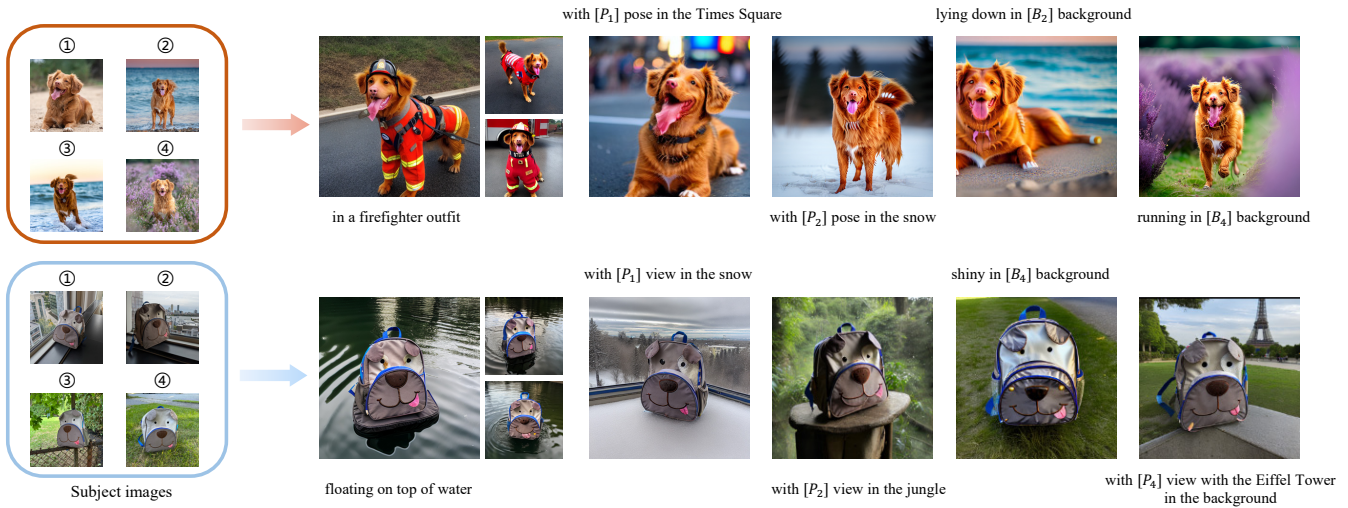 with [P₁] pose in the Times Square
lying down in [B₂] background
① ②
③ ④
in a firefighter outfit
with [P₂] pose in the snow
running in [B₄] background
with [P₁] view in the snow
shiny in [B₄] background
① ②
③ ④
Subject images
floating on top of water
with [P₂] view in the jungle
with [P₄] view with the Eiffel Tower
in the background